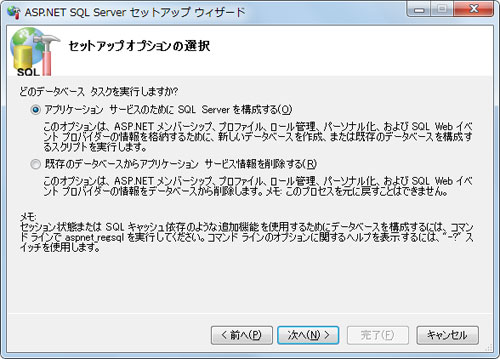 ASP.NET SQL Server セットアップ ウィザード
SQL
セットアップオプションの選択
どのデータベース タスクを実行しますか?
アプリケーション サービスのために SQL Server を構成する(O)
このオプションは、ASP.NET メンバーシップ、プロファイル、ロール管理、パーソナル化、および SQL Web イベ
ント プロバイダーの情報を格納するために、新しいデータベースを作成、または既存のデータベースを構成す
るスクリプトを実行します。
既存のデータベースからアプリケーション サービス情報を削除する(R)
このオプションは、ASP.NET メンバーシップ、プロファイル、ロール管理、パーソナル化、および SQL Web イベ
ント プロバイダーの情報をデータベースから削除します。メモ: このプロセスを元に戻すことはできません。
メモ:
セッション状態または SQL キャッシュ依存のような追加機能を使用するためにデータベースを構成するには、コマン
ド ラインで aspnet_regsql を実行してください。コマンド ラインのオプションに関するヘルプを表示するには、"-?" ス
イッチを使用します。
< 前へ(P)
次へ(N) >
完了(F)
キャンセル